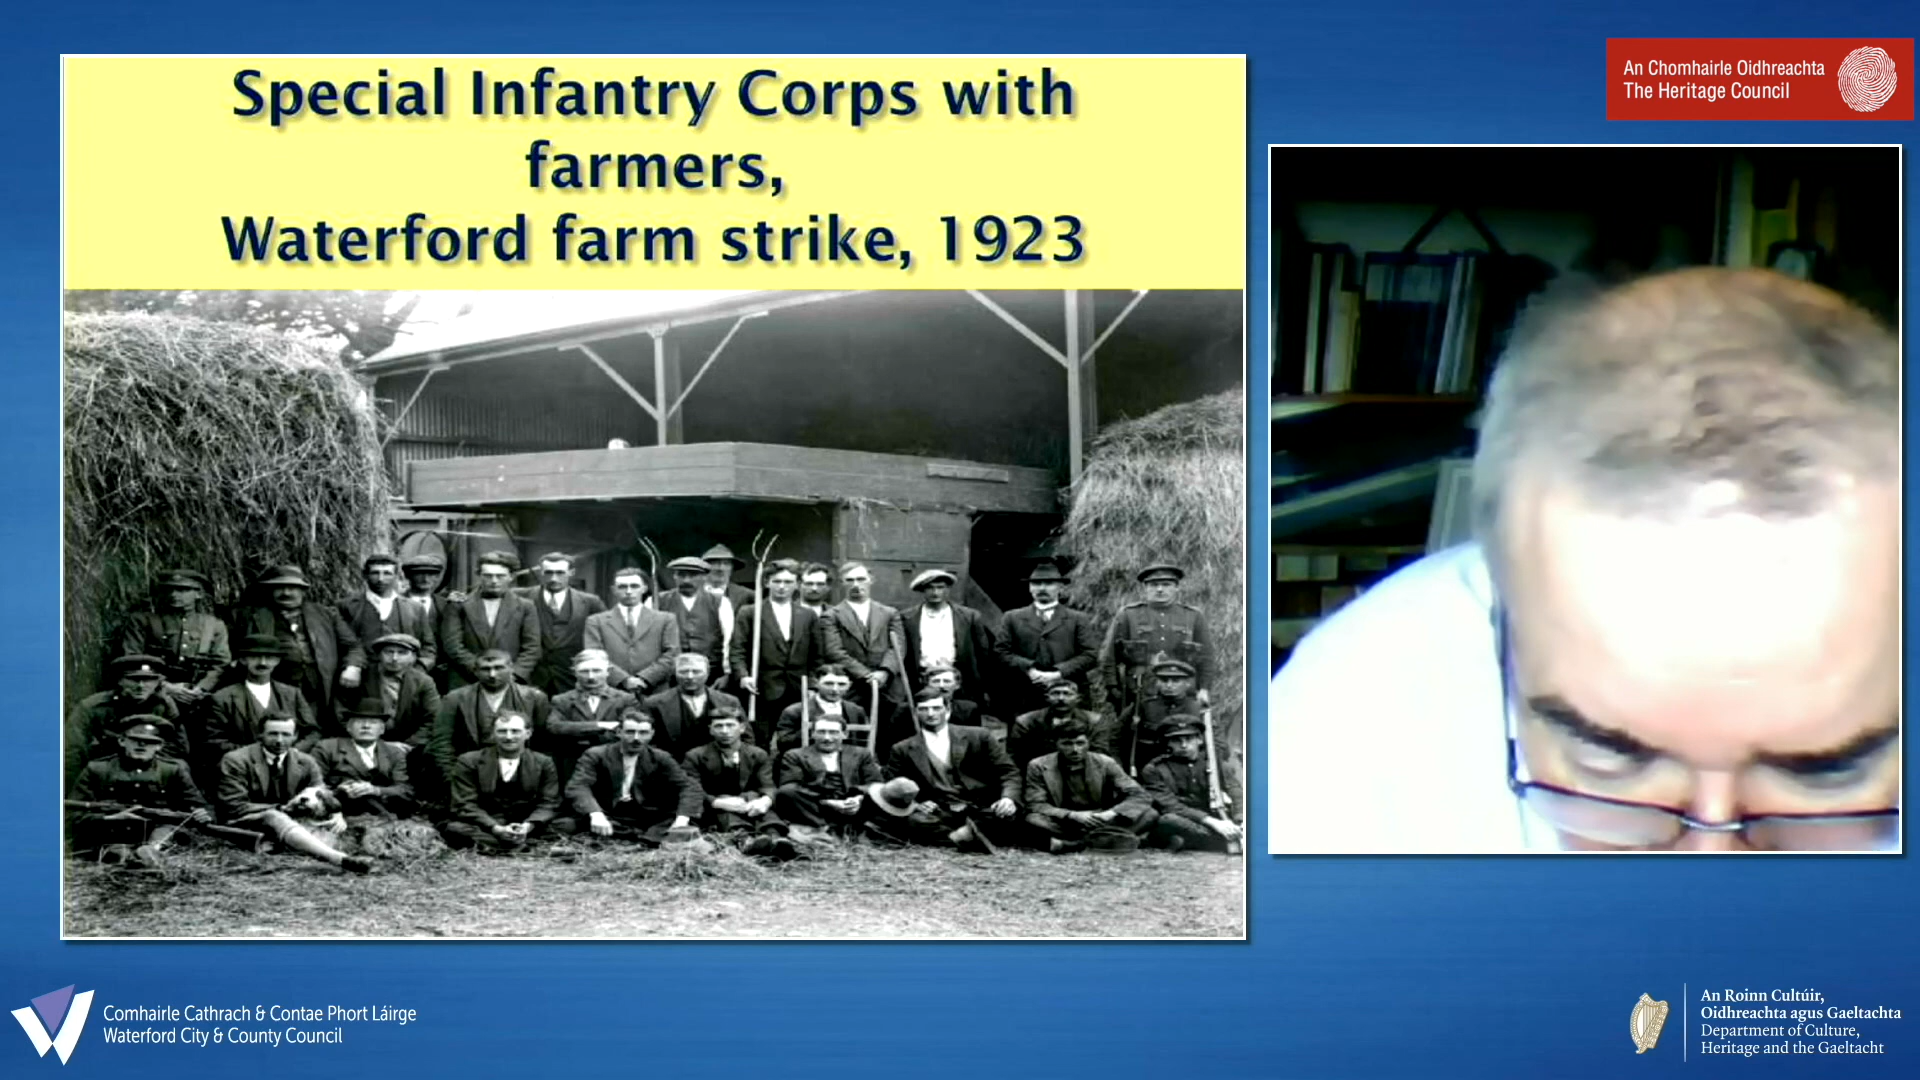 Special Infantry Corps with
farmers,
Waterford farm strike, 1923
An Chomhairle Oidhreachta
The Heritage Council
Comhairle Cathrach & Contae Phort Láirge
Waterford City & County Council
An Roinn Cultúir,
Oidhreachta agus Gaeltachta
Department of Culture,
Heritage and the Gaeltacht